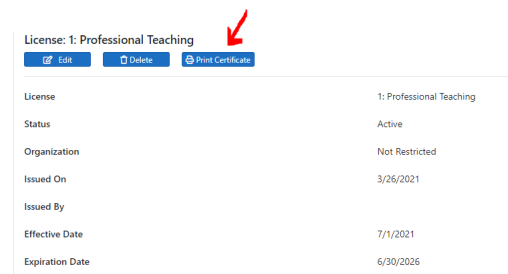 License: 1: Professional Teaching
Edit Delete Print Certificate
License 1: Professional Teaching
Status Active
Organization Not Restricted
Issued On 3/26/2021
Issued By
Effective Date 7/1/2021
Expiration Date 6/30/2026